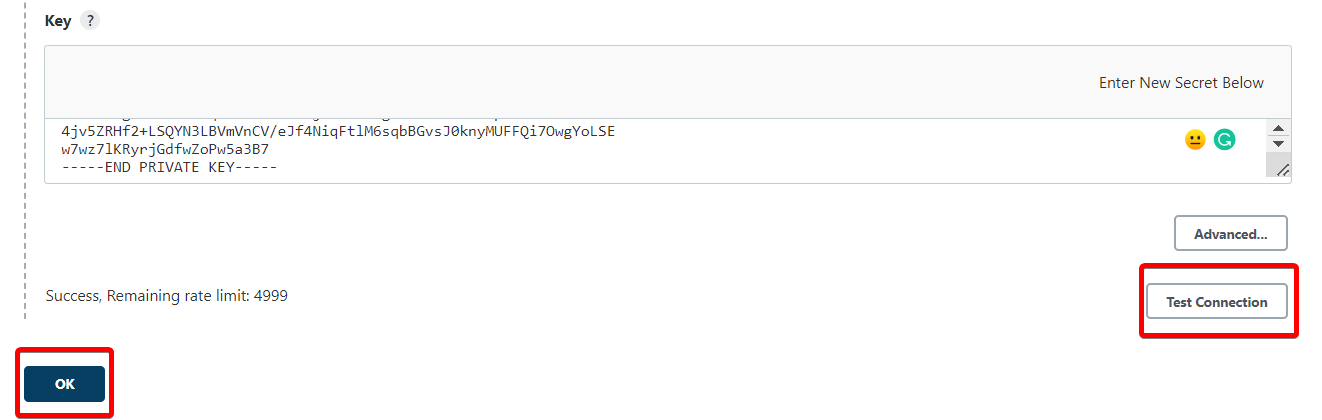 Key ?
Enter New Secret Below
4jv5ZRHf2+LSQYN3LBVmVnCV/eJf4NiqFtlM6sqbBGvsJ0knyMUFFQi7OwgYoLSE
w7wz7lKRyrjGdfwZoPw5a3B7
-----END PRIVATE KEY-----
Advanced...
Success, Remaining rate limit: 4999
Test Connection
OK